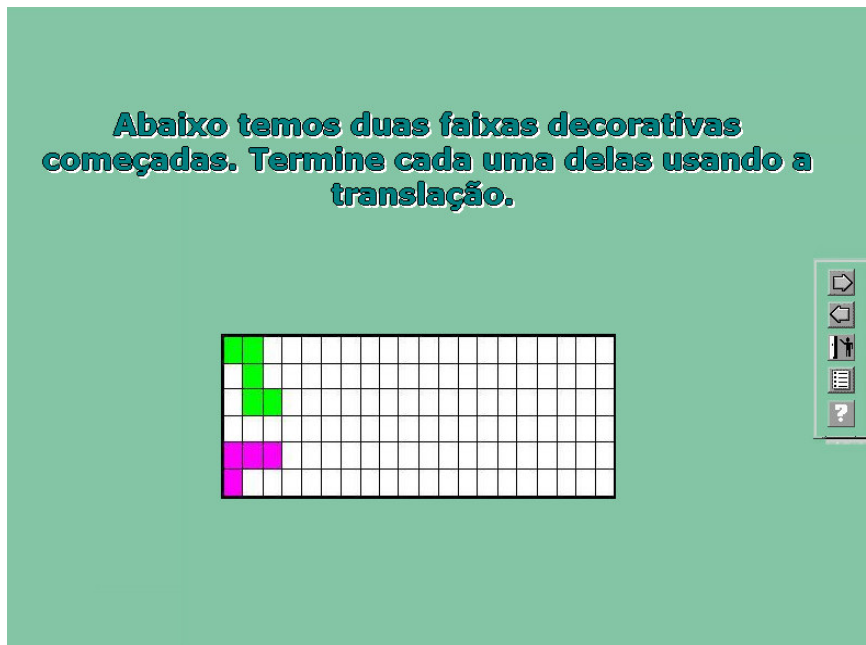 Abaixo temos duas faixas decorativas
começadas. Termine cada uma delas usando a
translação.
?